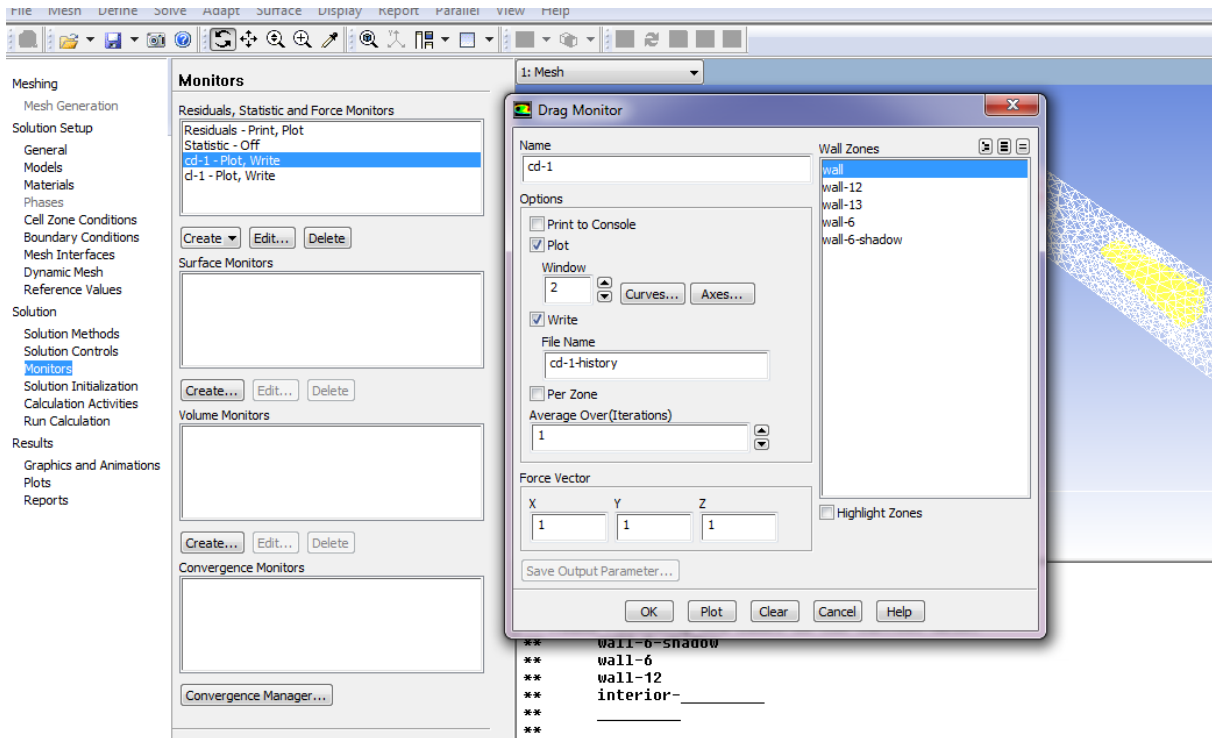 File Mesh Define Solve Adapt Surface Display Report Parallel View Help
1: Mesh
Meshing
Mesh Generation
Solution Setup
General
Models
Materials
Phases
Cell Zone Conditions
Boundary Conditions
Mesh Interfaces
Dynamic Mesh
Reference Values
Solution
Solution Methods
Solution Controls
Monitors
Solution Initialization
Calculation Activities
Run Calculation
Results
Graphics and Animations
Plots
Reports
Monitors
Residuals, Statistic and Force Monitors
Residuals - Print, Plot
Statistic - Off
cd-1 - Plot, Write
cl-1 - Plot, Write
Create Edit... Delete
Surface Monitors
Create... Edit... Delete
Volume Monitors
Create... Edit... Delete
Convergence Monitors
Convergence Manager...
Drag Monitor
Name
cd-1
Options
Print to Console
Plot
Window
2 Curves... Axes...
Write
File Name
cd-1-history
Per Zone
Average Over(Iterations)
1
Force Vector
X Y Z
1 1 1
Save Output Parameter...
Wall Zones
wall
wall-12
wall-13
wall-6
wall-6-shadow
Highlight Zones
OK Plot Clear Cancel Help
** wall-6-shadow
** wall-6
** wall-12
** interior-_________
** _________
**